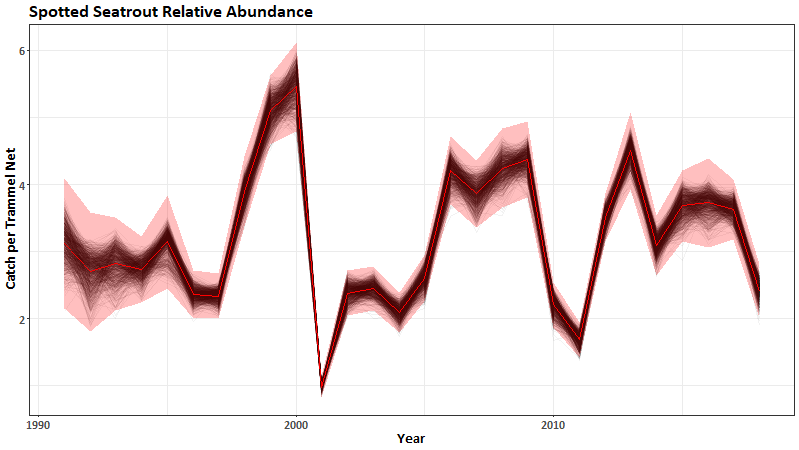 Spotted Seatrout Relative Abundance
Catch per Trammel Net
6
4
2
1990
2000
2010
Year